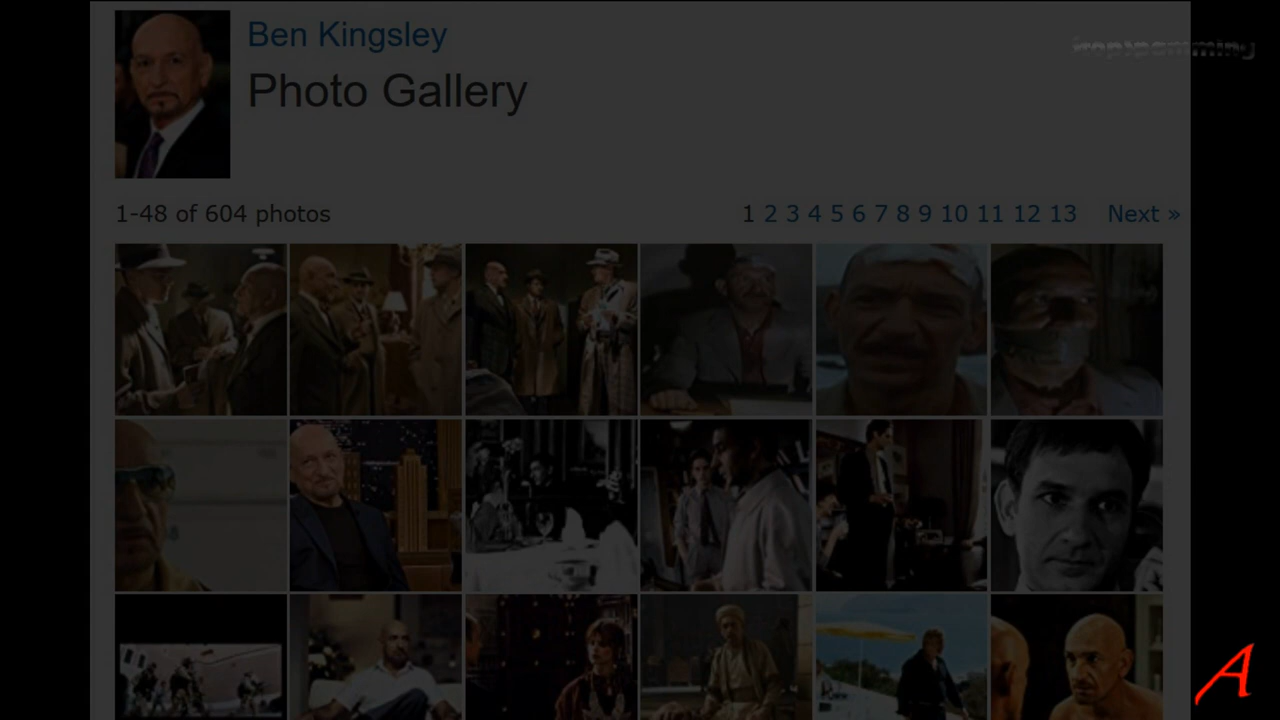 Ben Kingsley
Photo Gallery
1-48 of 604 photos
1 2 3 4 5 6 7 8 9 10 11 12 13 Next »
A